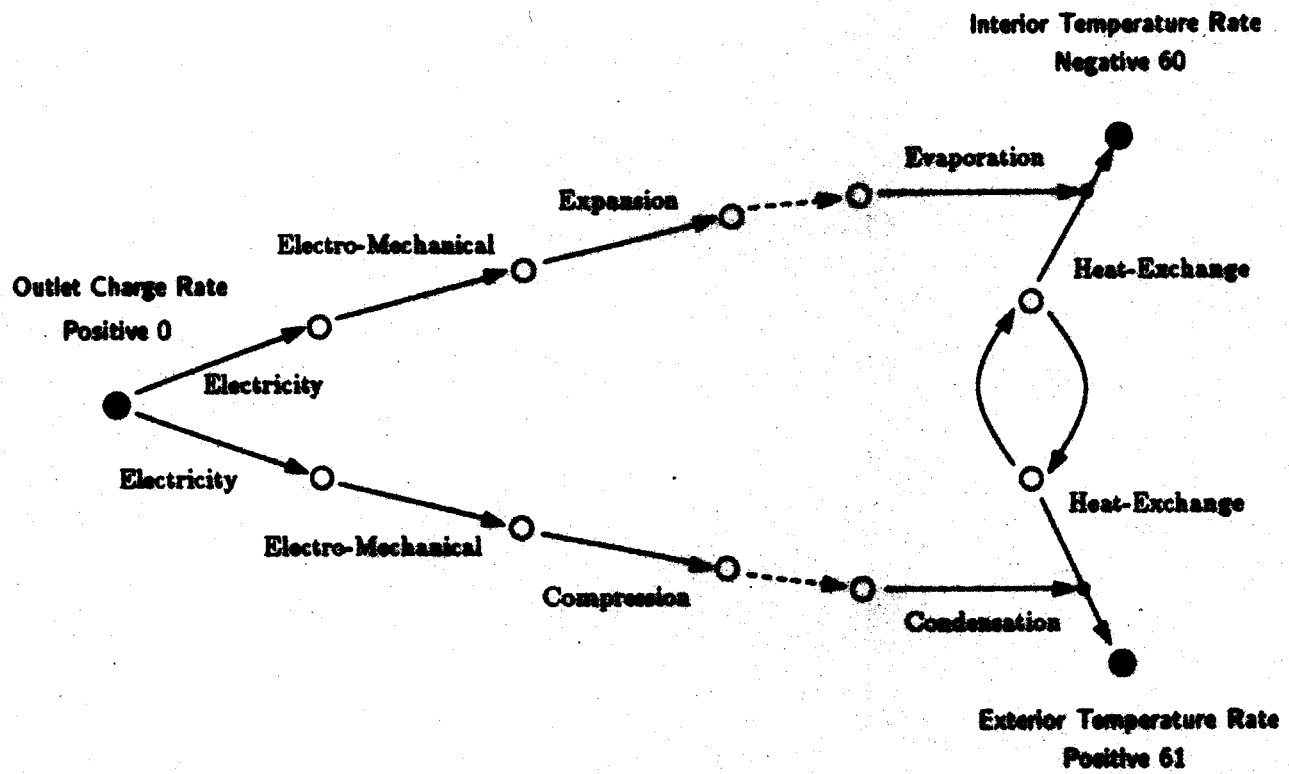 Interior Temperature Rate
Negative 60
Evaporation
Expansion
Electro-Mechanical
Heat-Exchange
Outlet Charge Rate
Positive 0
Electricity
Electricity
Heat-Exchange
Electro-Mechanical
Compression
Condensation
Exterior Temperature Rate
Positive 61